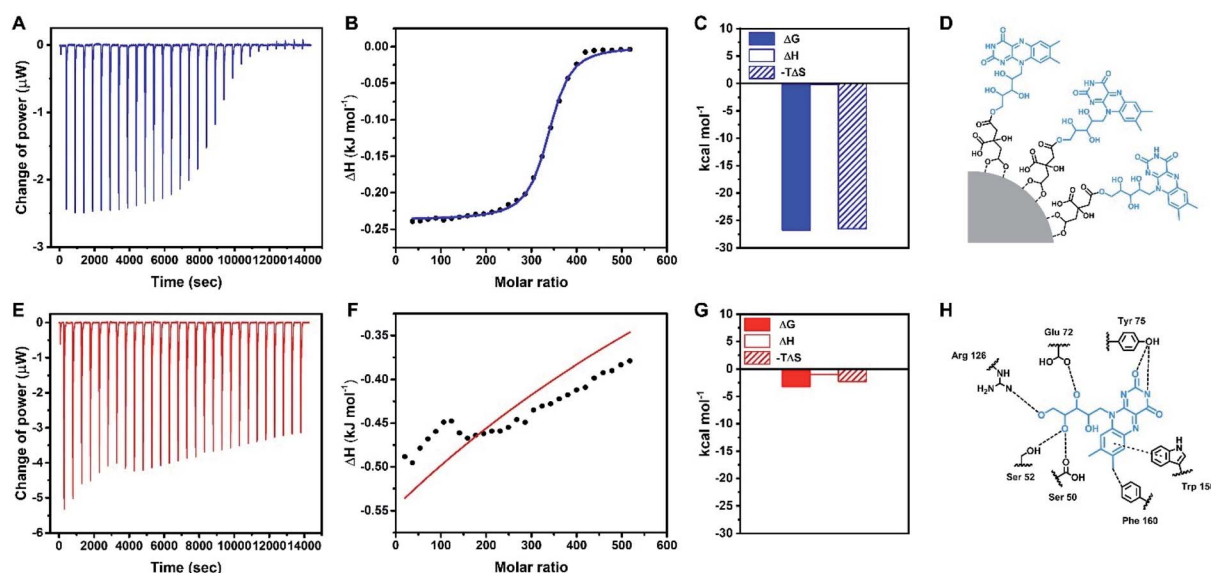 A
Change of power (µW)
0
-1
-2
-3
0 2000 4000 6000 8000 10000 12000 14000
Time (sec)
B
ΔH (kJ mol⁻¹)
0.00
-0.05
-0.10
-0.15
-0.20
-0.25
0 100 200 300 400 500 600
Molar ratio
C
kcal mol⁻¹
10
5
0
-5
-10
-15
-20
-25
-30
ΔG
ΔH
-TΔS
D
E
Change of power (µW)
0
-1
-2
-3
-4
-5
-6
0 2000 4000 6000 8000 10000 12000 14000
Time (sec)
F
ΔH (kJ mol⁻¹)
-0.35
-0.40
-0.45
-0.50
-0.55
0 100 200 300 400 500 600
Molar ratio
G
kcal mol⁻¹
10
5
0
-5
-10
-15
-20
-25
-30
ΔG
ΔH
-TΔS
H
Glu 72
Tyr 75
Arg 126
Ser 52
Ser 50
Phe 160
Trp 156